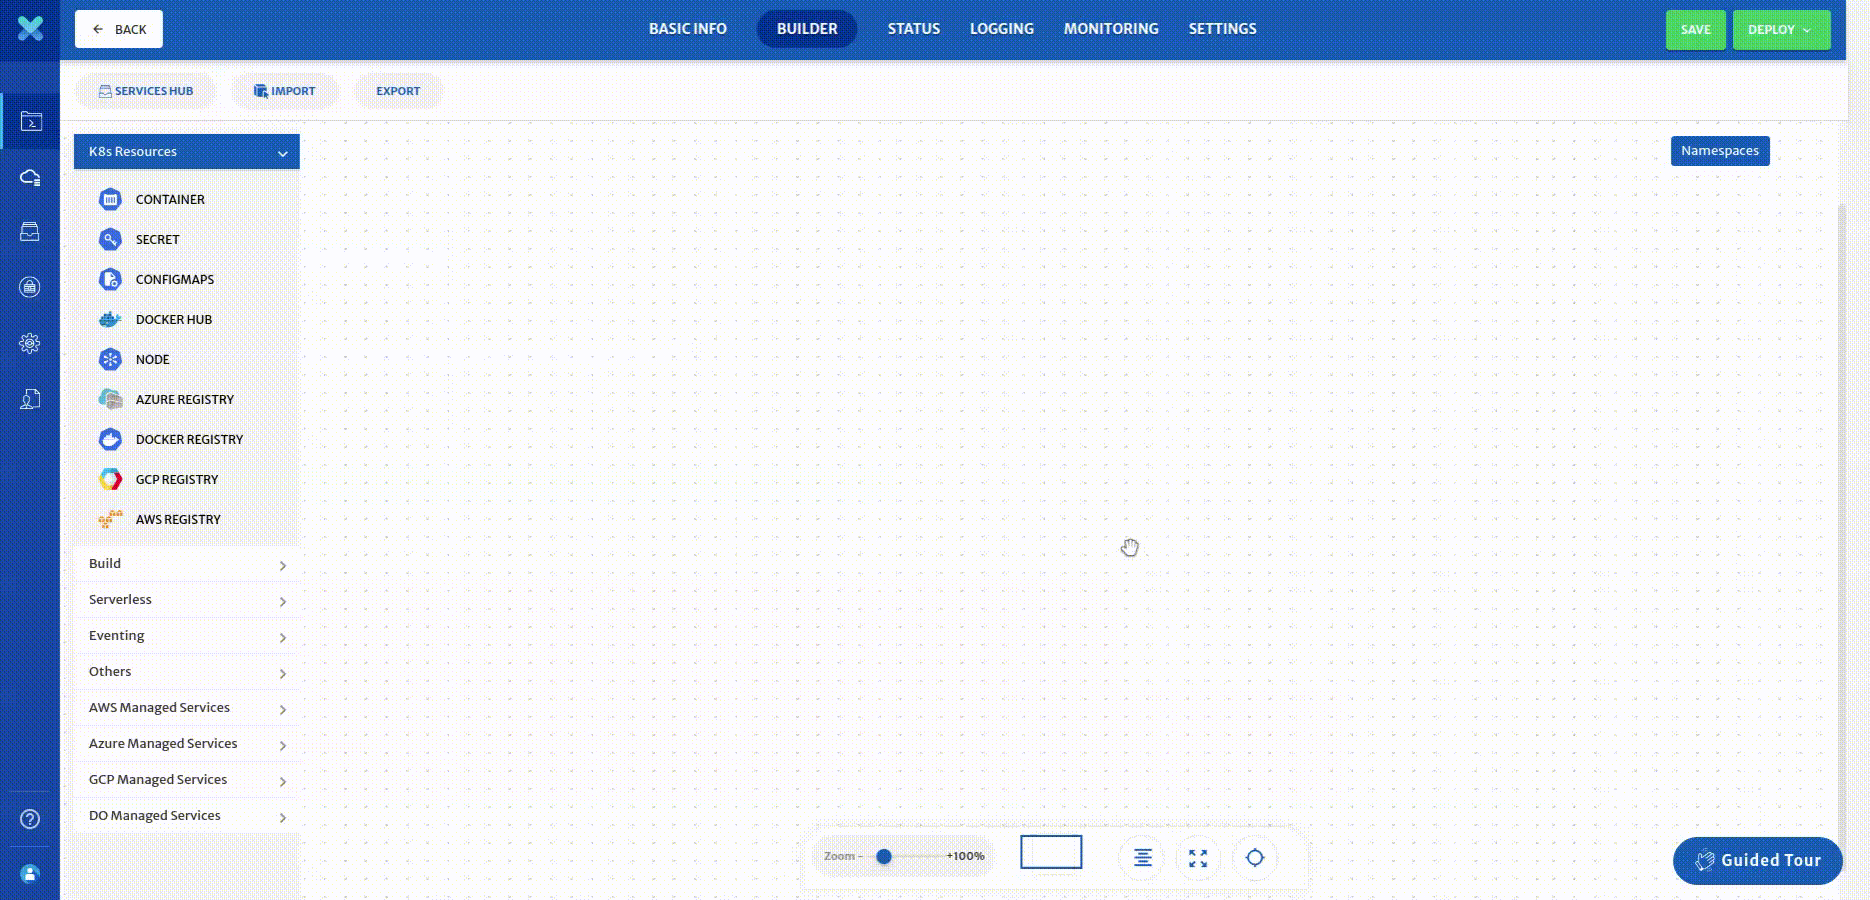 BACK
BASIC INFO
BUILDER
STATUS
LOGGING
MONITORING
SETTINGS
SAVE
DEPLOY
SERVICES HUB
IMPORT
EXPORT
K8s Resources
Namespaces
CONTAINER
SECRET
CONFIGMAPS
DOCKER HUB
NODE
AZURE REGISTRY
DOCKER REGISTRY
GCP REGISTRY
AWS REGISTRY
Build
Serverless
Eventing
Others
AWS Managed Services
Azure Managed Services
GCP Managed Services
DO Managed Services
Zoom - +100%
Guided Tour